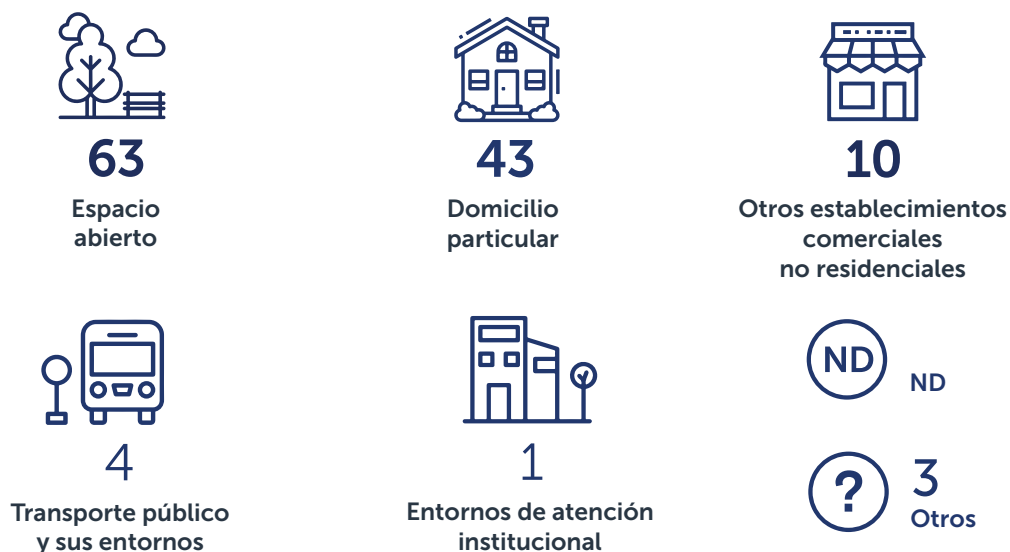 63
Espacio
abierto
43
Domicilio
particular
10
Otros establecimientos
comerciales
no residenciales
4
Transporte público
y sus entornos
1
Entornos de atención
institucional
ND
ND
?
3
Otros